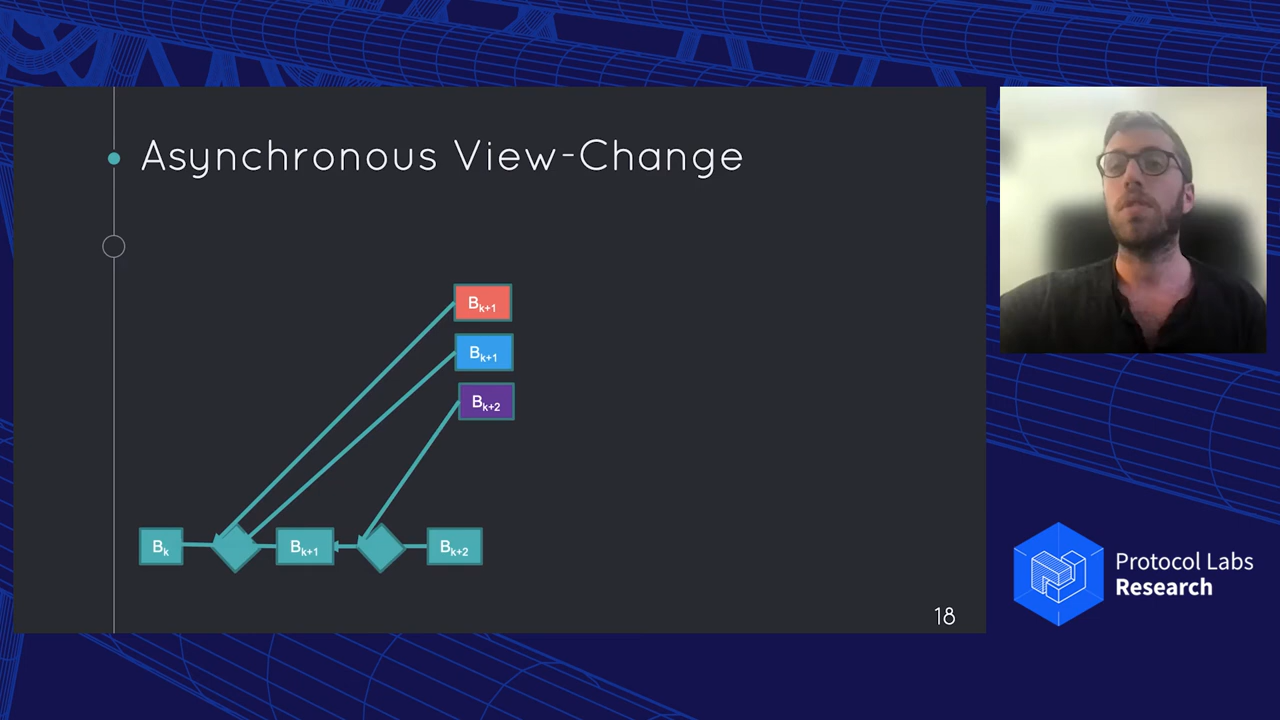 Asynchronous View-Change
Bk+1
Bk+1
Bk+2
Bk
Bk+1
Bk+2
18
Protocol Labs
Research